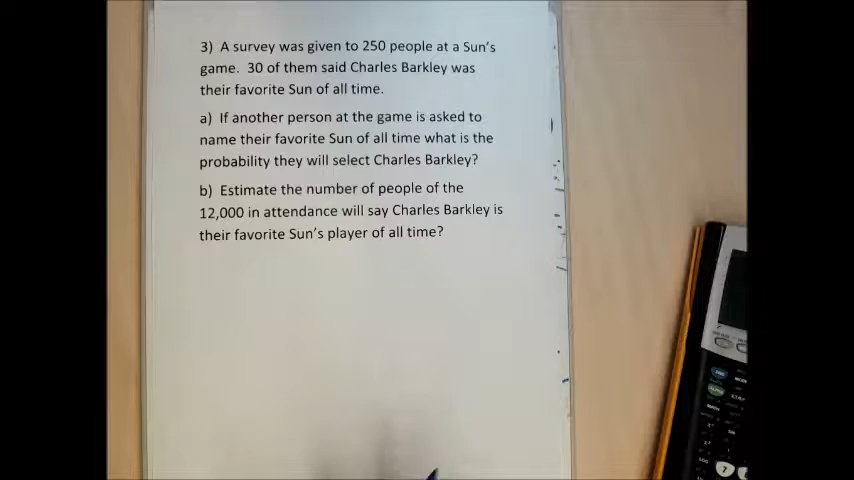 3) A survey was given to 250 people at a Sun's
game. 30 of them said Charles Barkley was
their favorite Sun of all time.
a) If another person at the game is asked to
name their favorite Sun of all time what is the
probability they will select Charles Barkley?
b) Estimate the number of people of the
12,000 in attendance will say Charles Barkley is
their favorite Sun's player of all time?
7